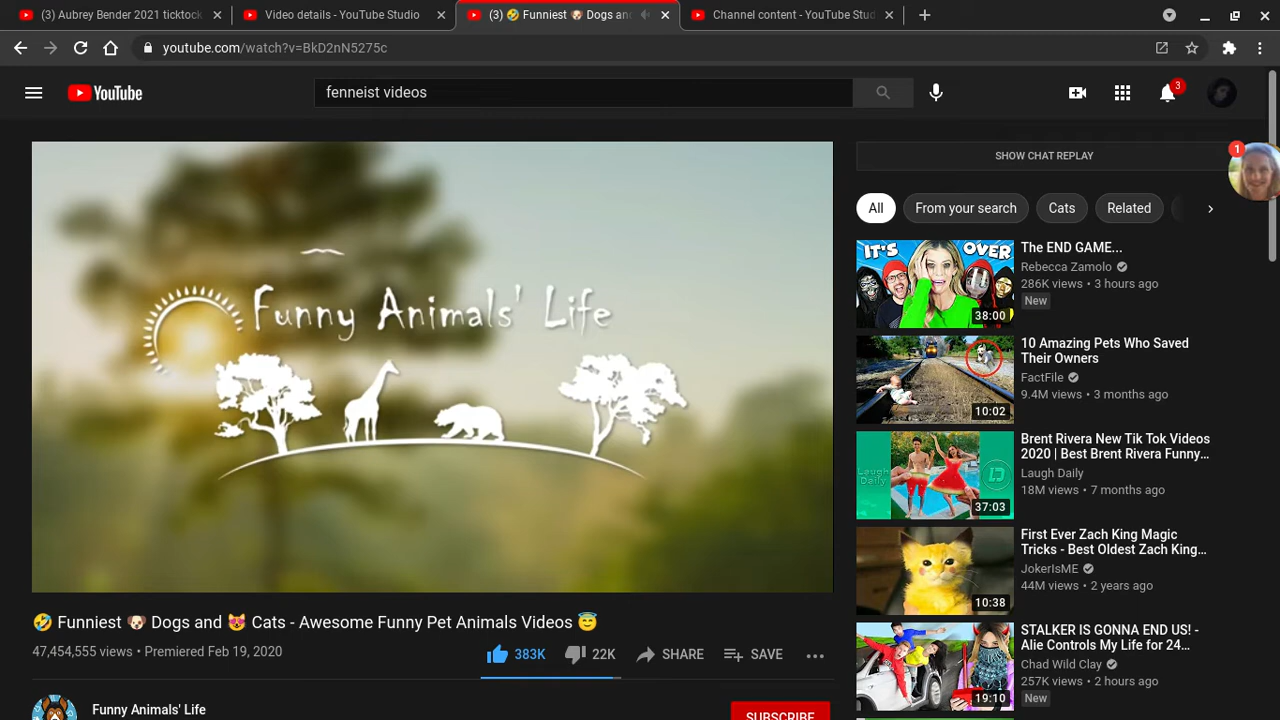 (3) Aubrey Bender 2021 ticktock
Video details - YouTube Studio
(3) 🤣 Funniest 🐶 Dogs and
Channel content - YouTube Stud
youtube.com/watch?v=BkD2nN5275c
YouTube
fenneist videos
3
Funny Animals' Life
🤣 Funniest 🐶 Dogs and 😻 Cats - Awesome Funny Pet Animals Videos 😇
47,454,555 views • Premiered Feb 19, 2020
383K
22K
SHARE
SAVE
Funny Animals' Life
SUBSCRIBE
SHOW CHAT REPLAY
1
All
From your search
Cats
Related
IT'S OVER
38:00
The END GAME...
Rebecca Zamolo
286K views • 3 hours ago
New
10:02
10 Amazing Pets Who Saved
Their Owners
FactFile
9.4M views • 3 months ago
Laugh
Daily
37:03
Brent Rivera New Tik Tok Videos
2020 | Best Brent Rivera Funny...
Laugh Daily
18M views • 7 months ago
10:38
First Ever Zach King Magic
Tricks - Best Oldest Zach King...
JokerIsME
44M views • 2 years ago
19:10
STALKER IS GONNA END US! -
Alie Controls My Life for 24...
Chad Wild Clay
257K views • 2 hours ago
New